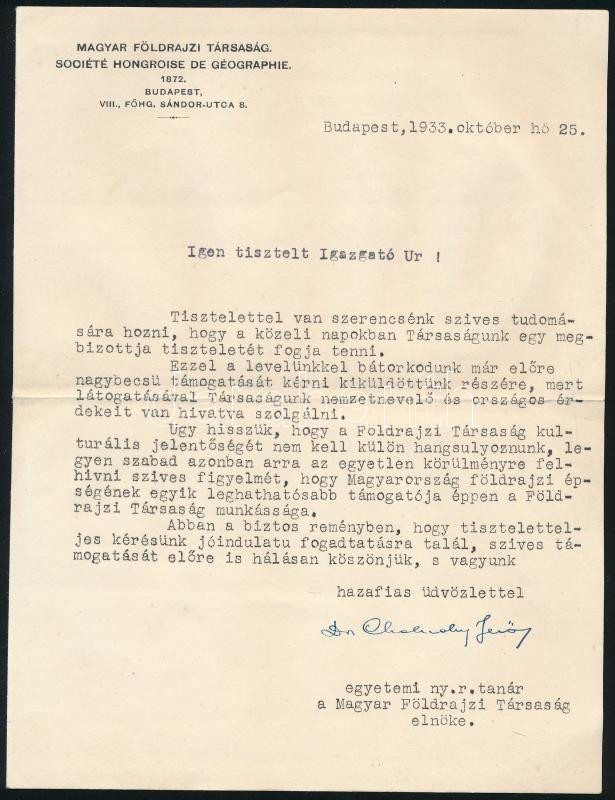 MAGYAR FÖLDRAJZI TÁRSASÁG.
SOCIÉTÉ HONGROISE DE GÉOGRAPHIE.
1872.
BUDAPEST,
VIII., FŐHG. SÁNDOR-UTCA 8.
Budapest,1933.október hó 25.
Igen tisztelt Igazgató Ur !
Tisztelettel van szerencsénk szives tudomá-
sára hozni, hogy a közeli napokban Társaságunk egy meg-
bizottja tiszteletét fogja tenni.
Ezzel a levelünkkel bátorkodunk már előre
nagybecsü támogatását kérni kiküldöttünk részére, mert
látogatásával Társaságunk nemzetnevelő és országos ér-
dekeit van hivatva szolgálni.
Ugy hisszük, hogy a Földrajzi Társaság kul-
turális jelentőségét nem kell külön hangsulyoznunk, le-
gyen szabad azonban arra az egyetlen körülményre fel-
hivni szives figyelmét, hogy Magyarország földrajzi ép-
ségének egyik leghathatósabb támogatója éppen a Föld-
rajzi Társaság munkássága.
Abban a biztos reményben, hogy tisztelettel-
jes kérésünk jóindulatu fogadtatásra talál, szives tá-
mogatását előre is hálásan köszönjük, s vagyunk
hazafias üdvözlettel
Dr Cholnoky Jenő
egyetemi ny.r.tanár
a Magyar Földrajzi Társaság
elnöke.